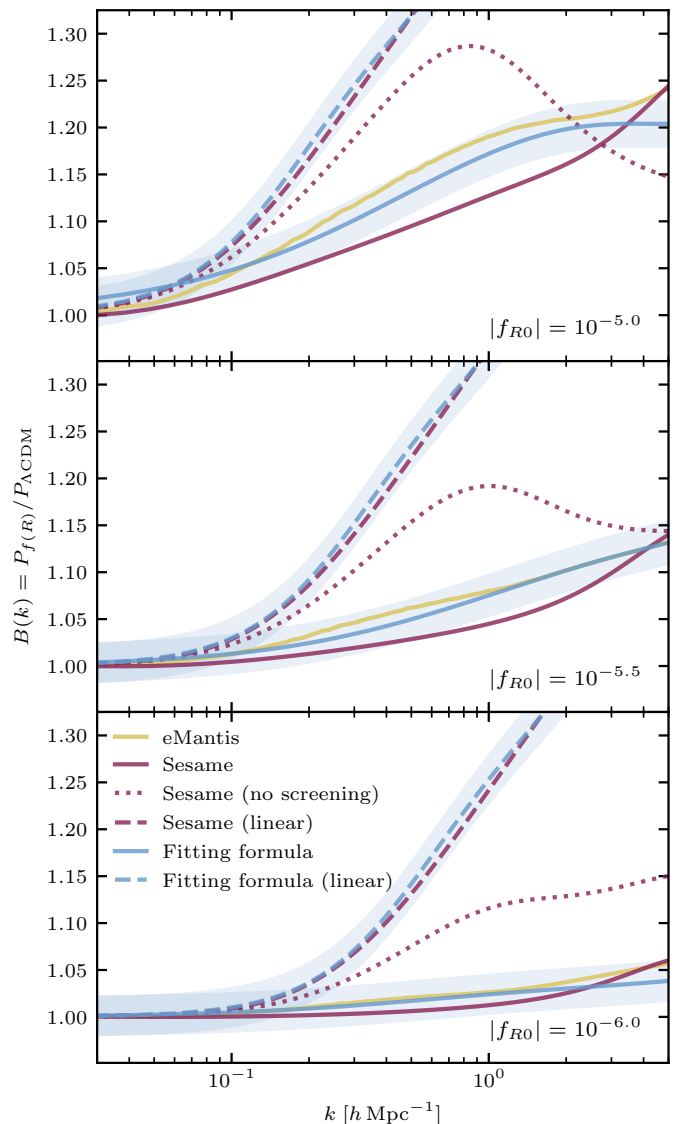 1.30
1.25
1.20
1.15
1.10
1.05
1.00
|f_{R0}| = 10^{−5.0}
1.30
1.25
1.20
1.15
1.10
1.05
1.00
|f_{R0}| = 10^{−5.5}
B(k) = P_{f(R)}/P_{ΛCDM}
1.30
1.25
1.20
1.15
1.10
1.05
1.00
eMantis
Sesame
Sesame (no screening)
Sesame (linear)
Fitting formula
Fitting formula (linear)
|f_{R0}| = 10^{−6.0}
10^{−1} 10^{0}
k [h Mpc^{−1}]